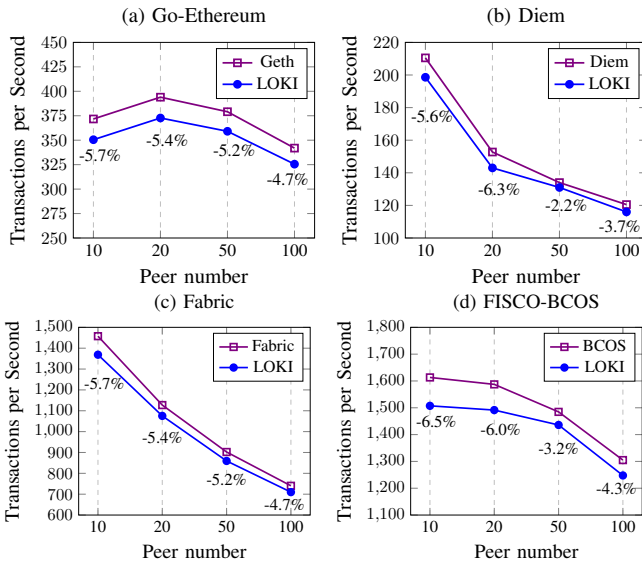 (a) Go-Ethereum
Transactions per Second
450
425
400
375
350
325
300
275
250
Geth
LOKI
-5.7%
-5.4%
-5.2%
-4.7%
10 20 50 100
Peer number
(b) Diem
Transactions per Second
220
200
180
160
140
120
100
Diem
LOKI
-5.6%
-6.3%
-2.2%
-3.7%
10 20 50 100
Peer number
(c) Fabric
Transactions per Second
1,500
1,400
1,300
1,200
1,100
1,000
900
800
700
600
Fabric
LOKI
-5.7%
-5.4%
-5.2%
-4.7%
10 20 50 100
Peer number
(d) FISCO-BCOS
Transactions per Second
1,800
1,700
1,600
1,500
1,400
1,300
1,200
1,100
BCOS
LOKI
-6.5%
-6.0%
-3.2%
-4.3%
10 20 50 100
Peer number